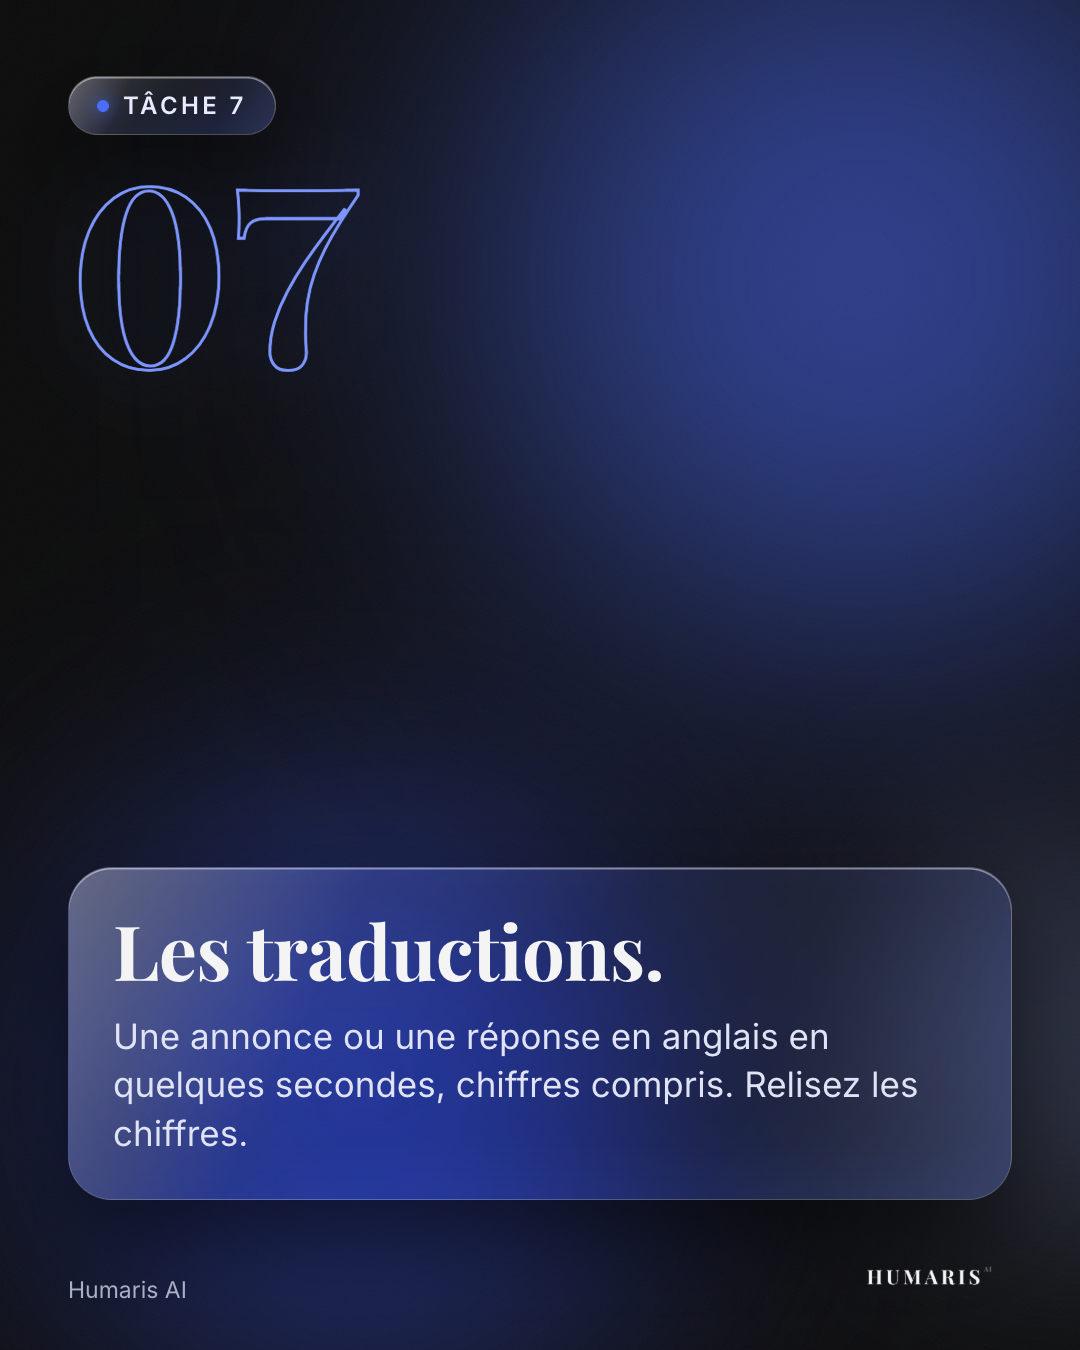 TÂCHE 7
07
Les traductions.
Une annonce ou une réponse en anglais en
quelques secondes, chiffres compris. Relisez les
chiffres.
Humaris AI
HUMARIS AI